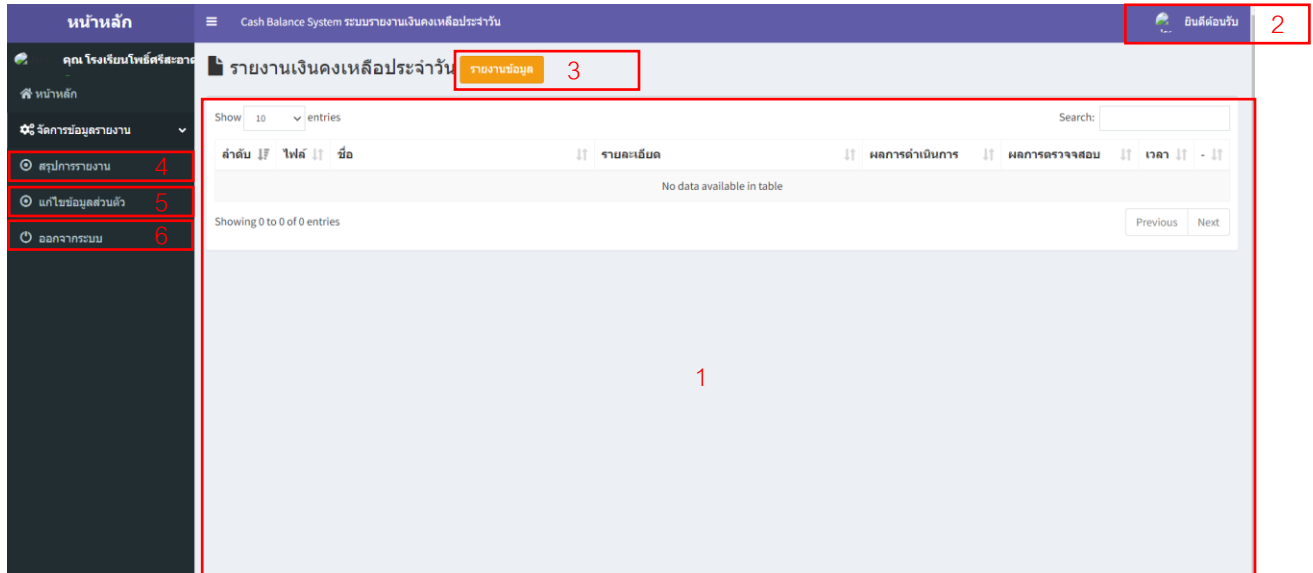 หน้าหลัก
Cash Balance System ระบบรายงานเงินคงเหลือประจำวัน
ยินดีต้อนรับ
2
คุณ โรงเรียนโพธิ์ศรีสะอาด
รายงานเงินคงเหลือประจำวัน
รายงานข้อมูล
3
หน้าหลัก
จัดการข้อมูลรายงาน
สรุปการรายงาน
4
แก้ไขข้อมูลส่วนตัว
5
ออกจากระบบ
6
Show 10 entries
Search:
ลำดับ ไฟล์ ชื่อ รายละเอียด ผลการดำเนินการ ผลการตรวจสอบ เวลา -
No data available in table
Showing 0 to 0 of 0 entries
Previous Next
1